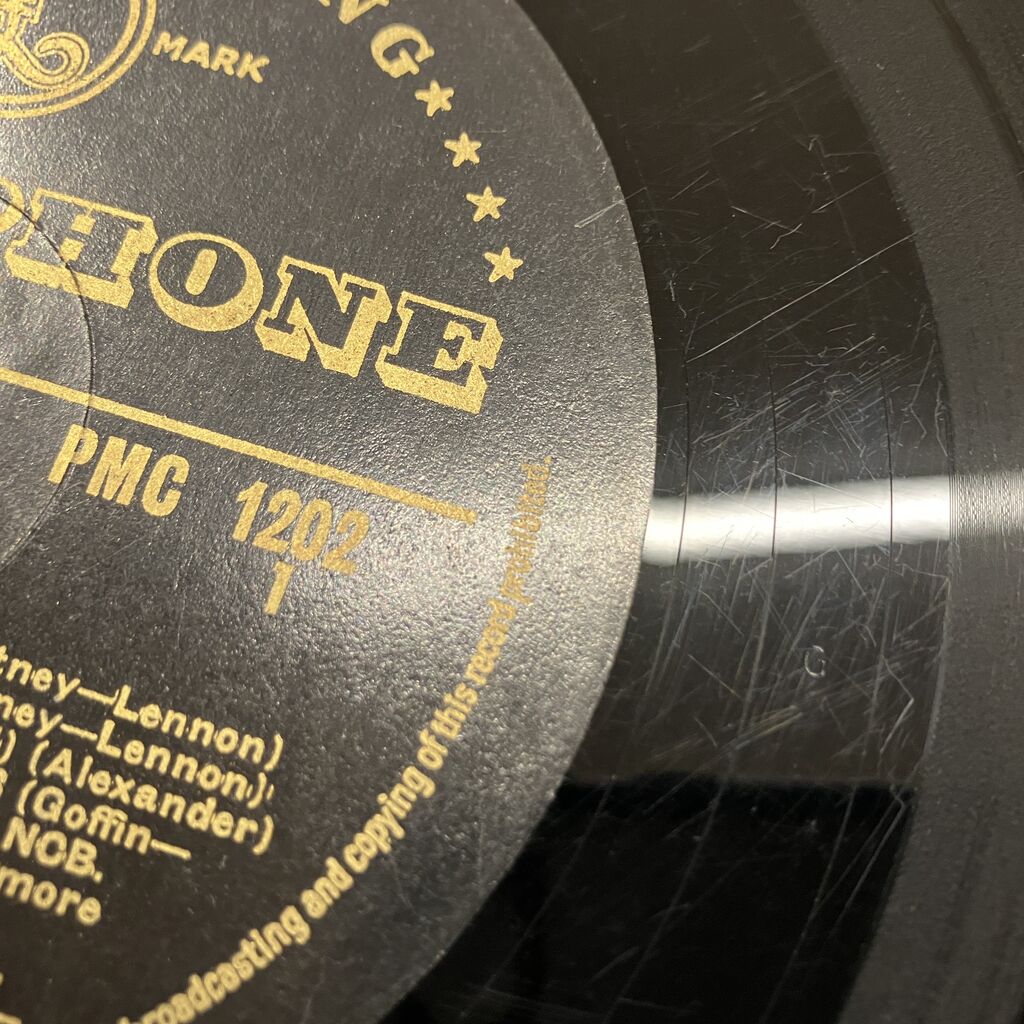 MARK
PHONE
PMC 1202
1
tney—Lennon)
ney—Lennon)
) (Alexander)
(Goffin—
NCB.
more
broadcasting and copying of this record prohibited.
G